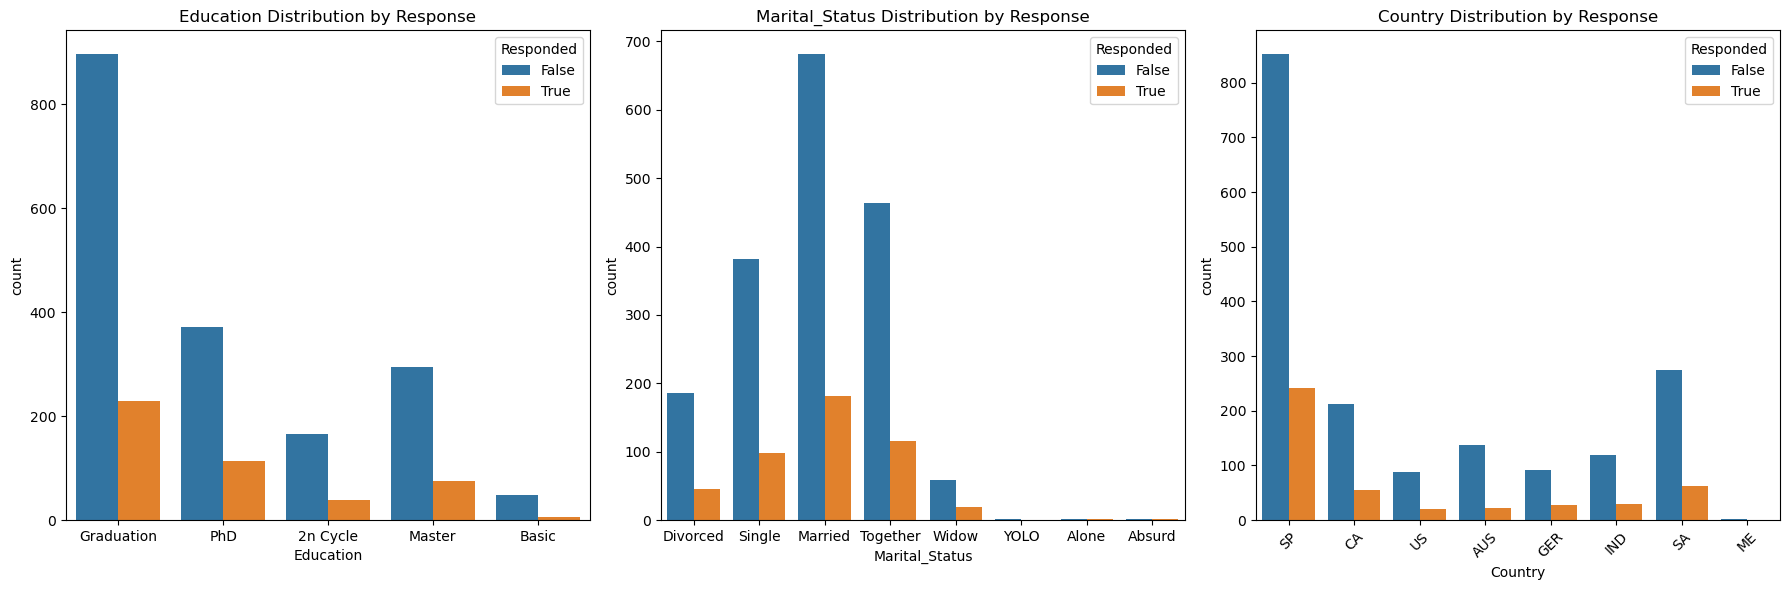 Education Distribution by Response
Responded
False
True
800
600
400
200
0
count
Graduation PhD 2n Cycle Master Basic
Education
Marital_Status Distribution by Response
Responded
False
True
700
600
500
400
300
200
100
0
count
Divorced Single Married Together Widow YOLO Alone Absurd
Marital_Status
Country Distribution by Response
Responded
False
True
800
700
600
500
400
300
200
100
0
count
SP CA US AUS GER IND SA ME
Country